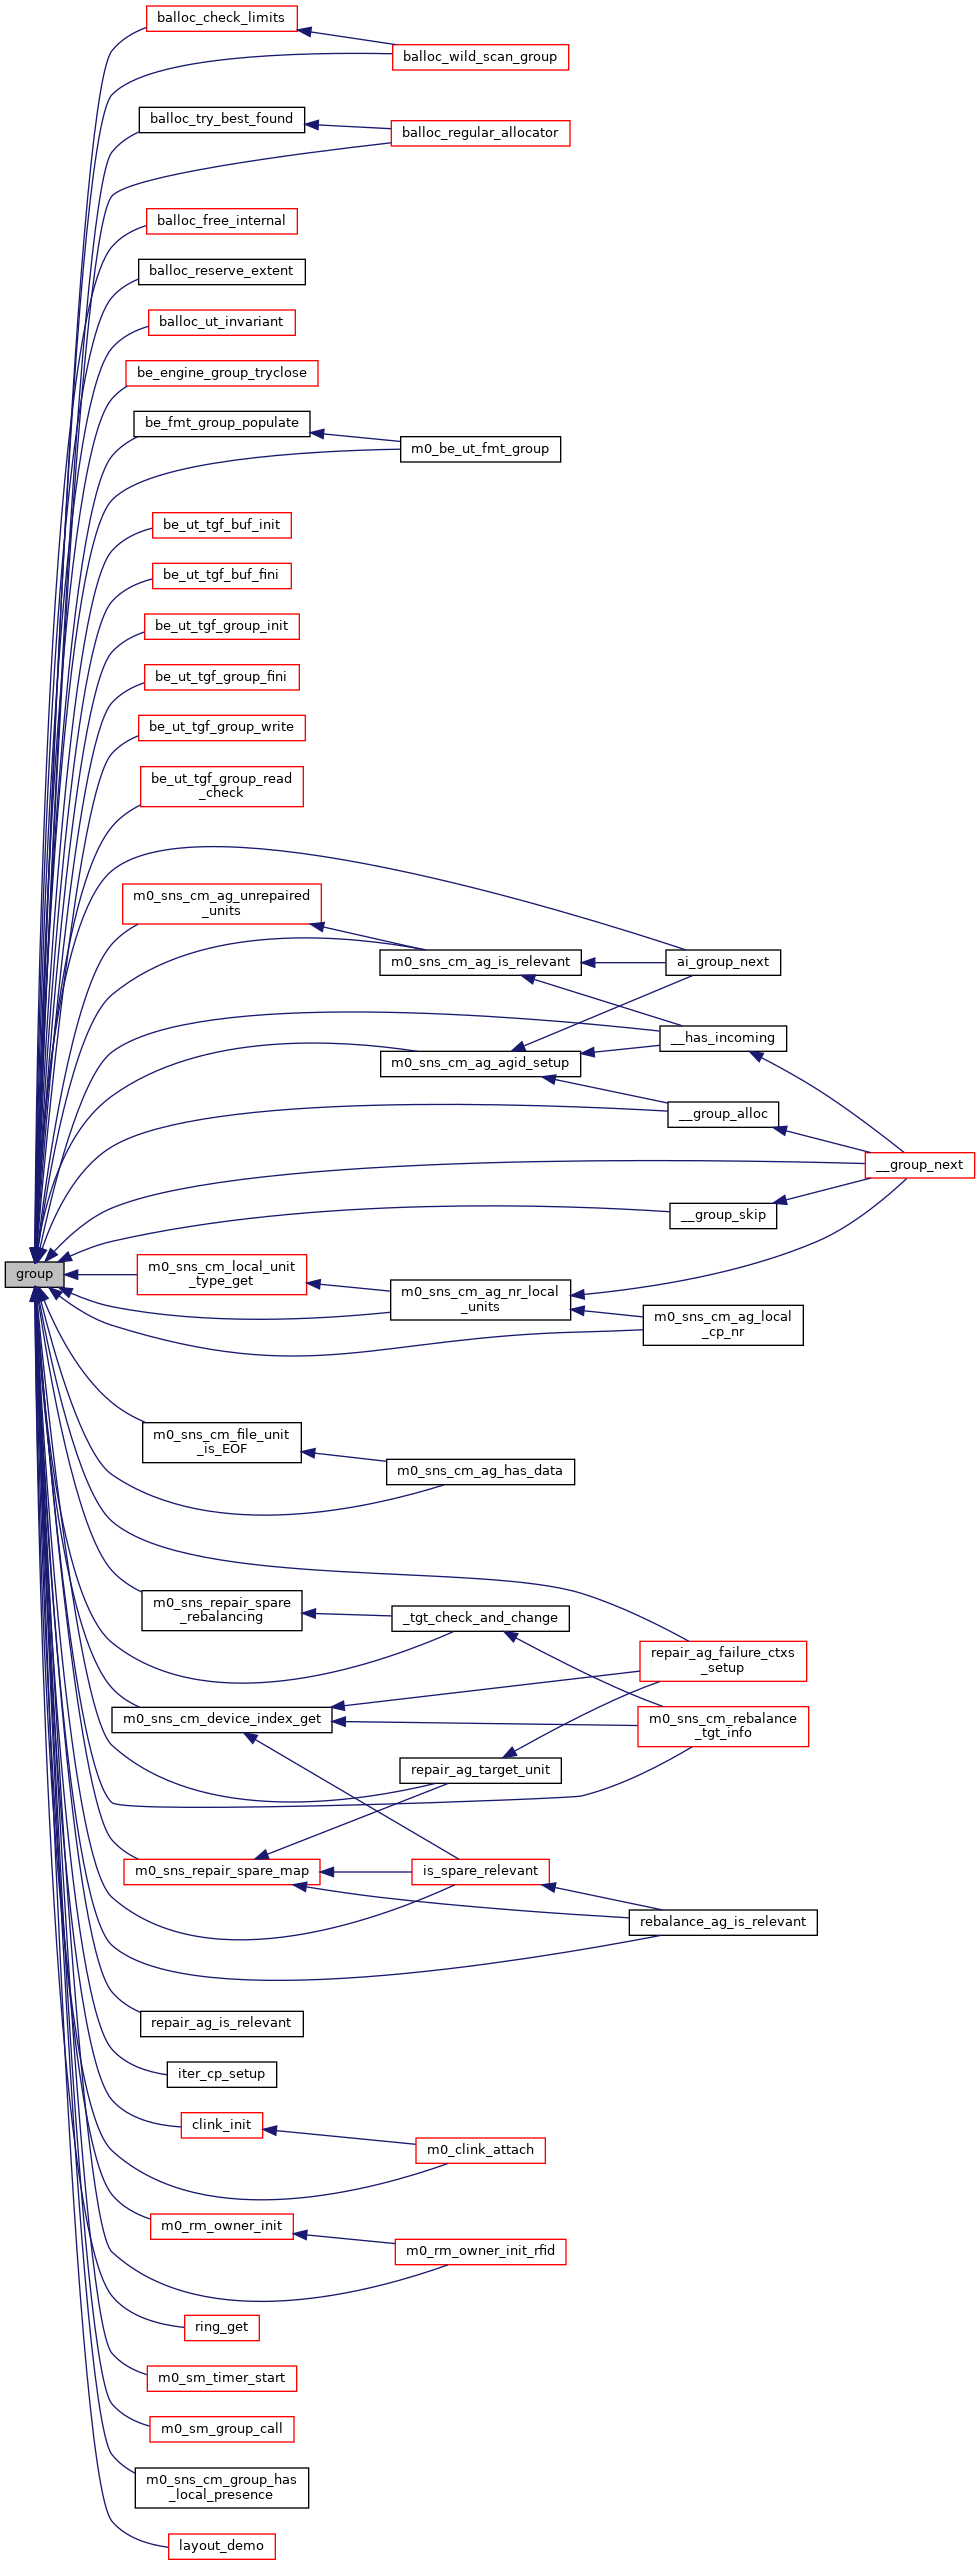 balloc_check_limits
balloc_wild_scan_group
balloc_try_best_found
balloc_regular_allocator
balloc_free_internal
balloc_reserve_extent
balloc_ut_invariant
be_engine_group_tryclose
be_fmt_group_populate
m0_be_ut_fmt_group
be_ut_tgf_buf_init
be_ut_tgf_buf_fini
be_ut_tgf_group_init
be_ut_tgf_group_fini
be_ut_tgf_group_write
be_ut_tgf_group_read
_check
m0_sns_cm_ag_unrepaired
_units
m0_sns_cm_ag_is_relevant
ai_group_next
__has_incoming
m0_sns_cm_ag_agid_setup
__group_alloc
__group_next
__group_skip
group
m0_sns_cm_local_unit
_type_get
m0_sns_cm_ag_nr_local
_units
m0_sns_cm_ag_local
_cp_nr
m0_sns_cm_file_unit
_is_EOF
m0_sns_cm_ag_has_data
m0_sns_repair_spare
_rebalancing
_tgt_check_and_change
repair_ag_failure_ctxs
_setup
m0_sns_cm_device_index_get
m0_sns_cm_rebalance
_tgt_info
repair_ag_target_unit
m0_sns_repair_spare_map
is_spare_relevant
rebalance_ag_is_relevant
repair_ag_is_relevant
iter_cp_setup
clink_init
m0_clink_attach
m0_rm_owner_init
m0_rm_owner_init_rfid
ring_get
m0_sm_timer_start
m0_sm_group_call
m0_sns_cm_group_has
_local_presence
layout_demo